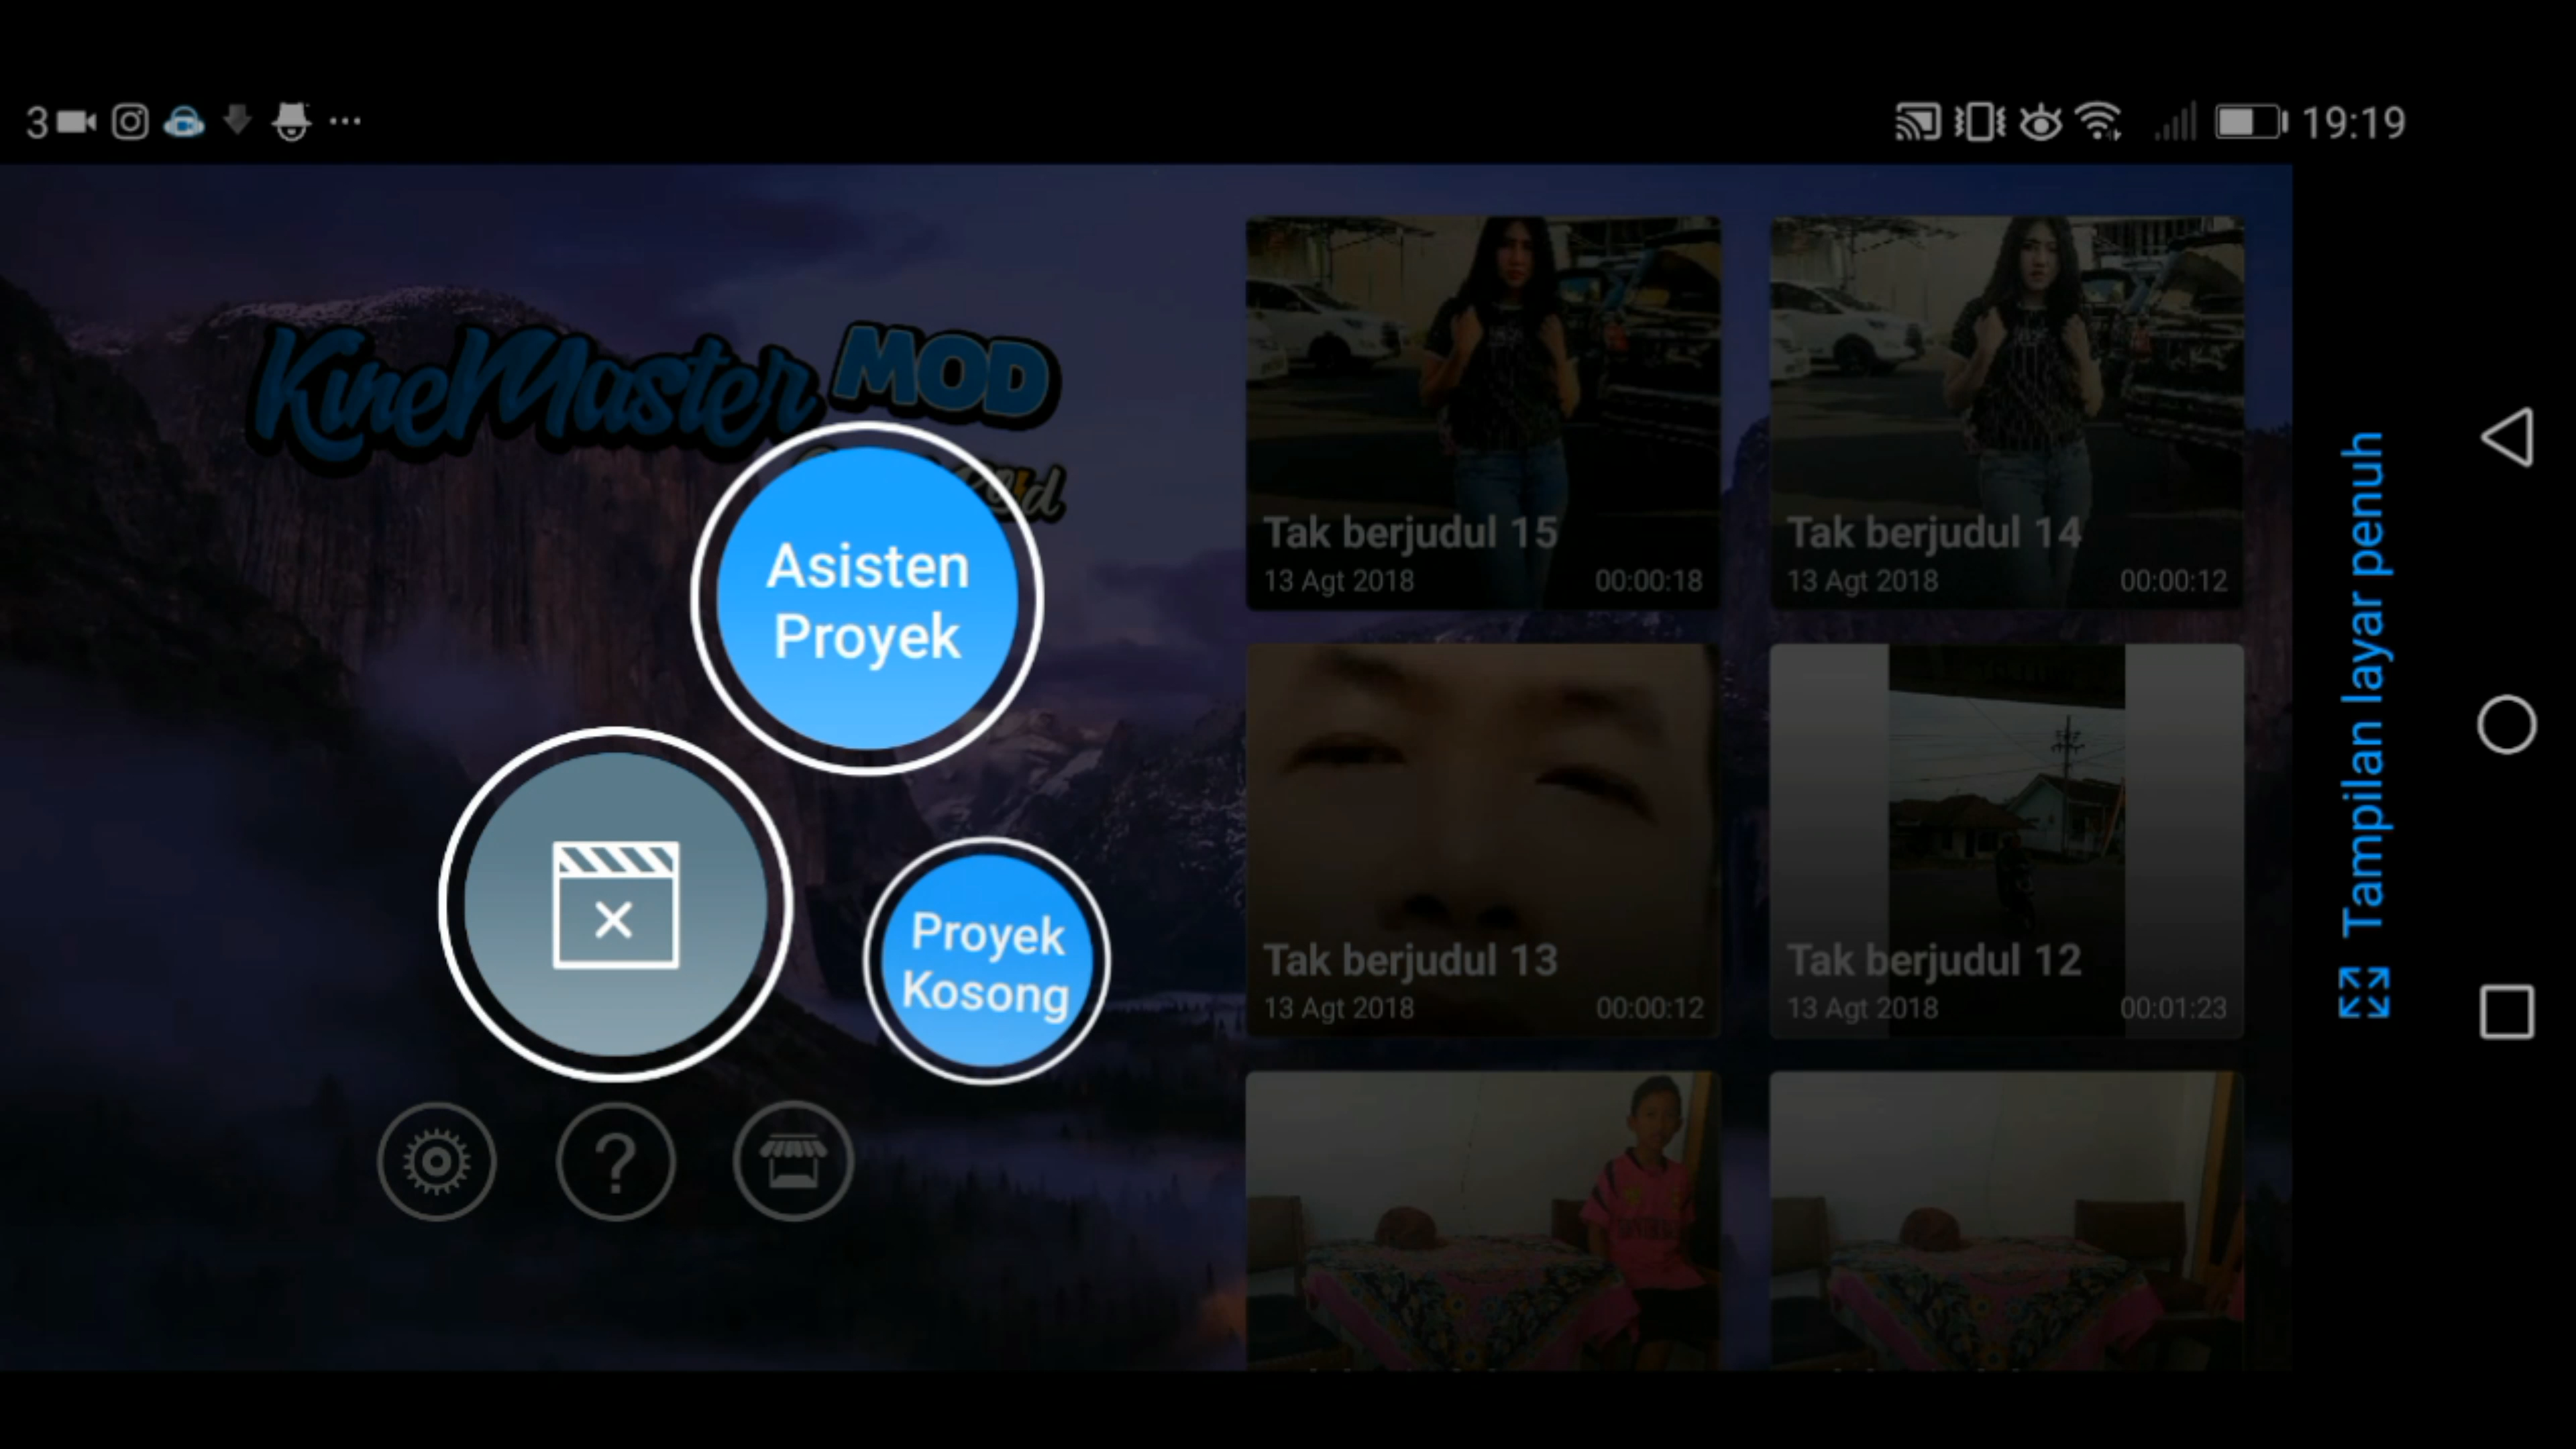 3
19:19
KineMaster MOD
Asisten
Proyek
Proyek
Kosong
Tak berjudul 15
13 Agt 2018 00:00:18
Tak berjudul 14
13 Agt 2018 00:00:12
Tak berjudul 13
13 Agt 2018 00:00:12
Tak berjudul 12
13 Agt 2018 00:01:23
Tampilan layar penuh